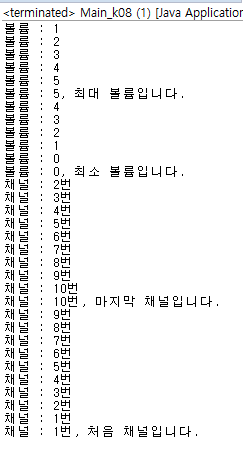 <terminated> Main_k08 (1) [Java Application
볼륨 : 1
볼륨 : 2
볼륨 : 3
볼륨 : 4
볼륨 : 5
볼륨 : 5, 최대 볼륨입니다.
볼륨 : 4
볼륨 : 3
볼륨 : 2
볼륨 : 1
볼륨 : 0
볼륨 : 0, 최소 볼륨입니다.
채널 : 2번
채널 : 3번
채널 : 4번
채널 : 5번
채널 : 6번
채널 : 7번
채널 : 8번
채널 : 9번
채널 : 10번
채널 : 10번, 마지막 채널입니다.
채널 : 9번
채널 : 8번
채널 : 7번
채널 : 6번
채널 : 5번
채널 : 4번
채널 : 3번
채널 : 2번
채널 : 1번
채널 : 1번, 처음 채널입니다.